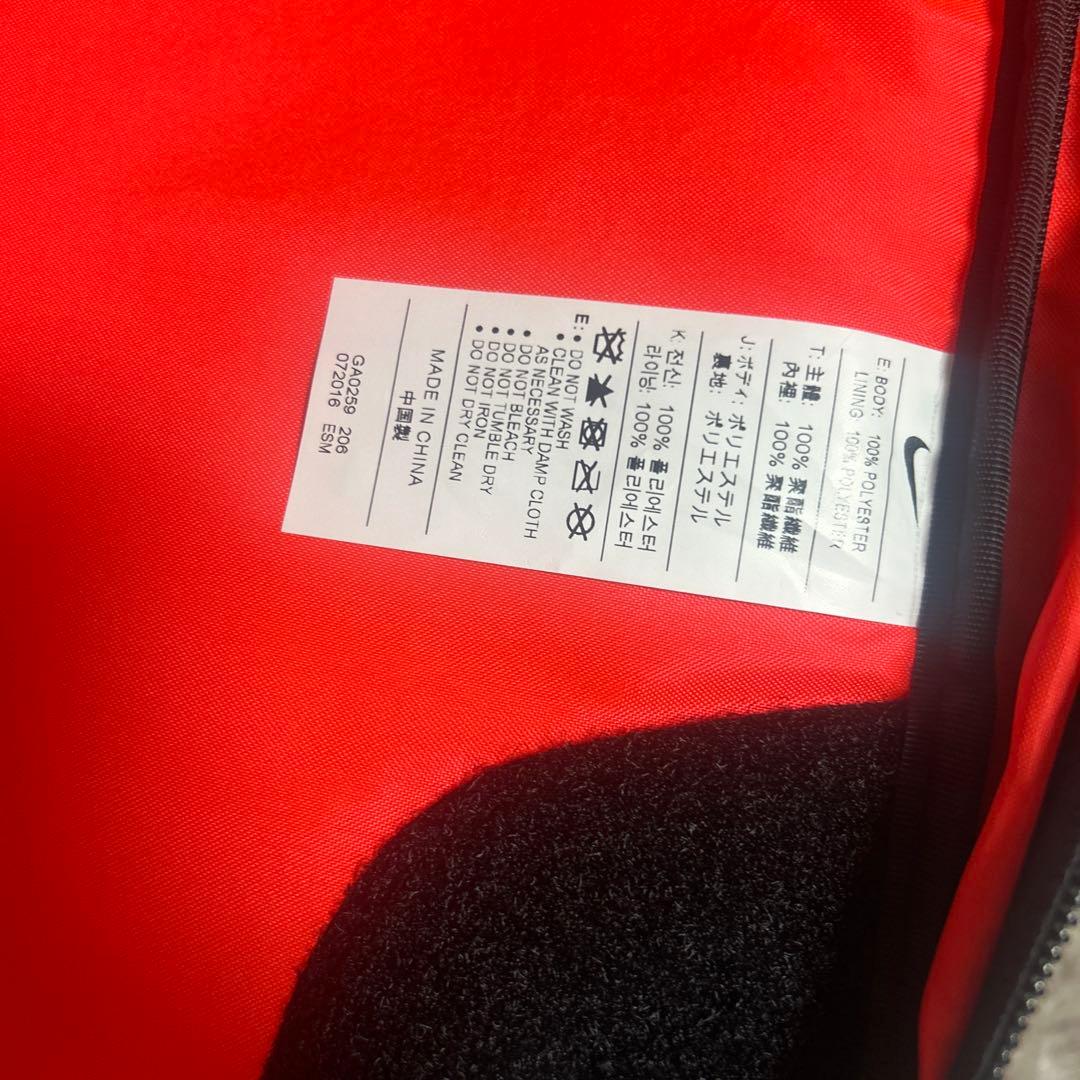 E: BODY: 100% POLYESTER
LINING: 100% POLYESTER
T: 主體: 100% 聚酯纖維
內裡: 100% 聚酯纖維
J: ボディ: ポリエステル
裏地: ポリエステル
K: 전신: 100% 폴리에스터
라이닝: 100% 폴리에스터
E: • DO NOT WASH
• CLEAN WITH DAMP CLOTH
AS NECESSARY
• DO NOT BLEACH
• DO NOT TUMBLE DRY
• DO NOT IRON
• DO NOT DRY CLEAN
MADE IN CHINA
中国製
GA0259 206
072016 ESM